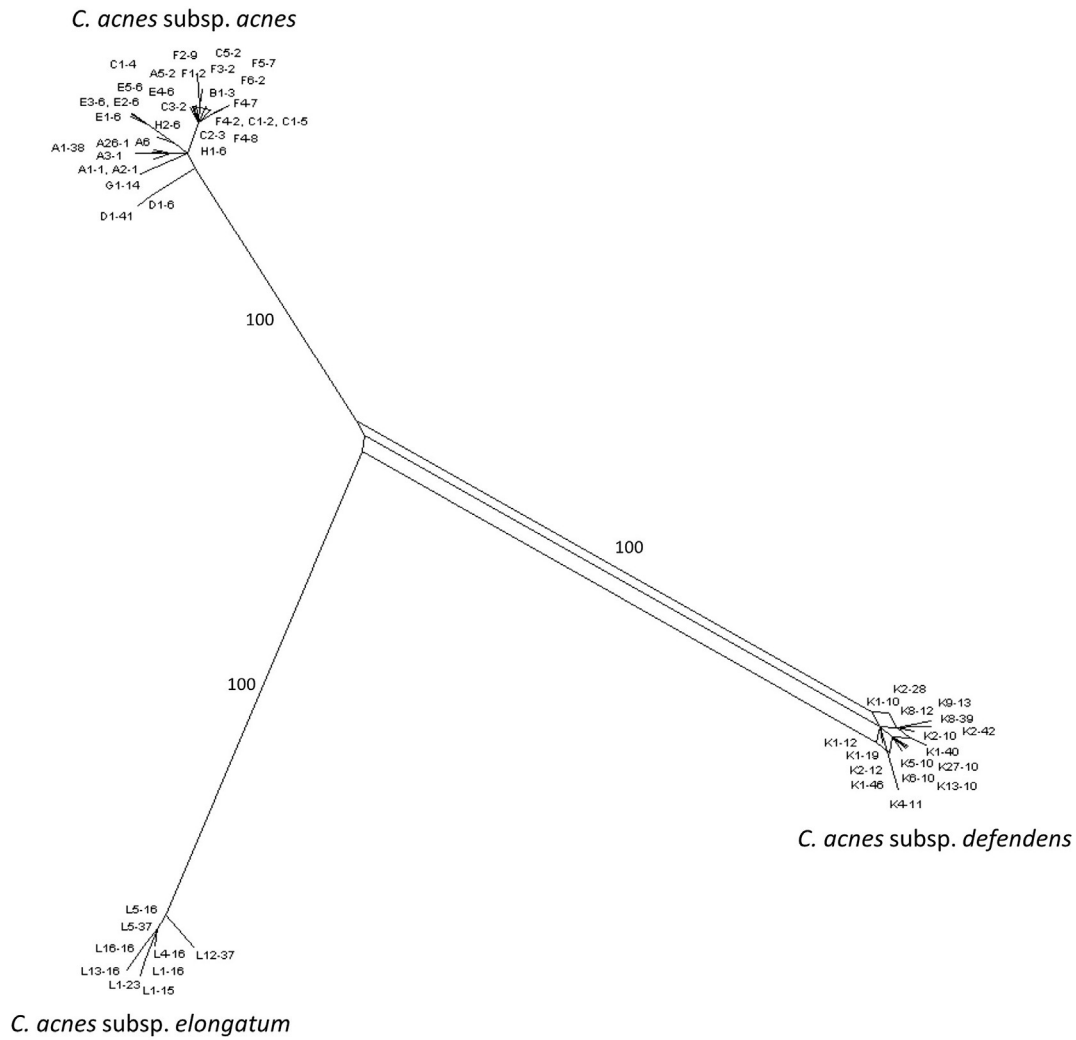 C. acnes subsp. acnes
F2-9
C5-2
C1-4
F5-7
A5-2
F1-2
F3-2
F6-2
E5-6
E4-6
B1-3
E3-6, E2-6
C3-2
F4-7
E1-6
H2-6
F4-2, C1-2, C1-5
C2-3
F4-8
A1-38
A26-1
A6
A3-1
H1-6
A1-1, A2-1
G1-14
D1-41
D1-6
100
100
100
K2-28
K1-10
K9-13
K8-12
K8-39
K2-42
K2-10
K1-12
K1-40
K1-19
K5-10
K27-10
K2-12
K6-10
K1-46
K13-10
K4-11
C. acnes subsp. defendens
L5-16
L5-37
L16-16
L4-16
L12-37
L13-16
L1-16
L1-23
L1-15
C. acnes subsp. elongatum